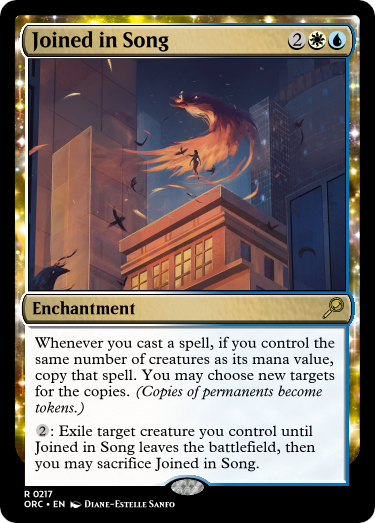 Joined in Song
2
Enchantment
Whenever you cast a spell, if you control the
same number of creatures as its mana value,
copy that spell. You may choose new targets
for the copies. (Copies of permanents become
tokens.)
2: Exile target creature you control until
Joined in Song leaves the battlefield, then
you may sacrifice Joined in Song.
R 0217
ORC • EN Diane-Estelle Sanfo